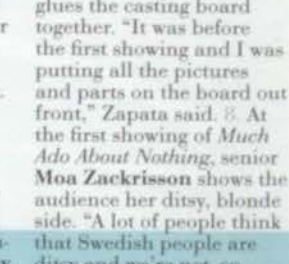 glues the casting board
r together. "It was before
the first showing and I was
putting all the pictures
and parts on the board out
front," Zapata said. 8. At
the first showing of Much
Ado About Nothing, senior
Moa Zackrisson shows the
audience her ditsy, blonde
side. "A lot of people think
that Swedish people are